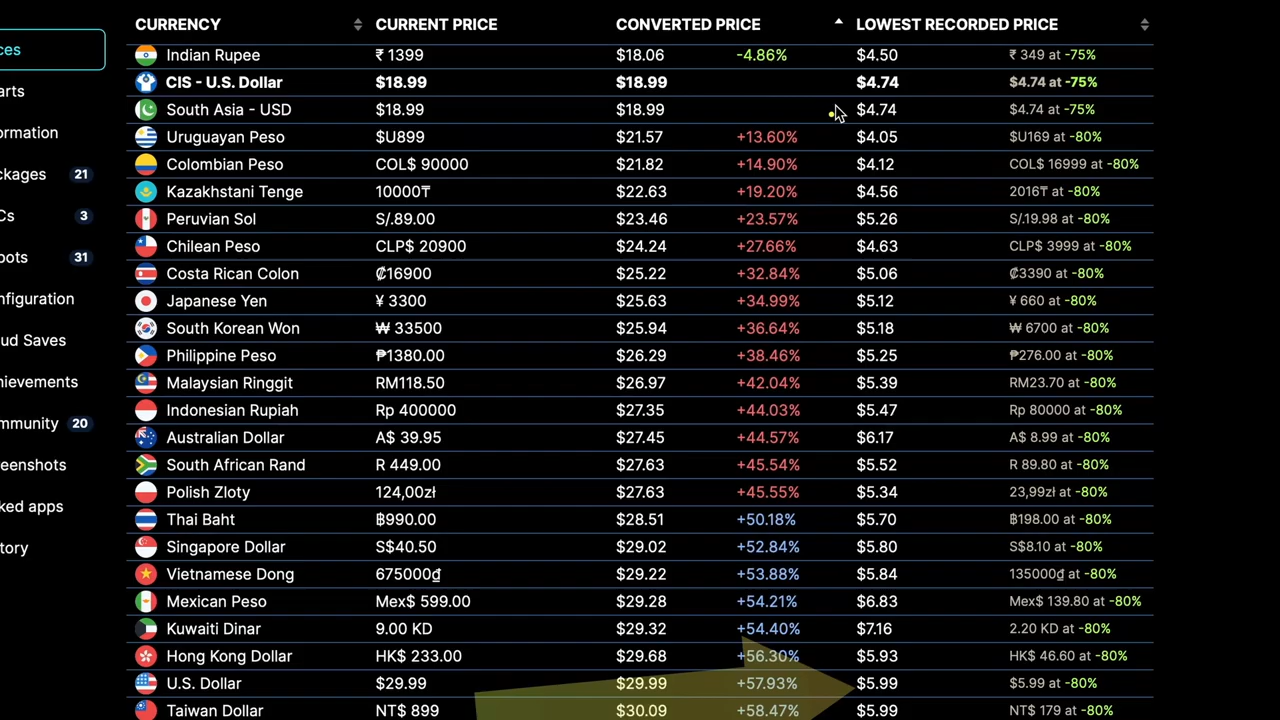 CURRENCY CURRENT PRICE CONVERTED PRICE LOWEST RECORDED PRICE
Indian Rupee ₹ 1399 $18.06 -4.86% $4.50 ₹ 349 at -75%
ces
CIS - U.S. Dollar $18.99 $18.99 $4.74 $4.74 at -75%
arts
South Asia - USD $18.99 $18.99 $4.74 $4.74 at -75%
ormation
Uruguayan Peso $U899 $21.57 +13.60% $4.05 $U169 at -80%
Colombian Peso COL$ 90000 $21.82 +14.90% $4.12 COL$ 16999 at -80%
ckages 21
Kazakhstani Tenge 10000₸ $22.63 +19.20% $4.56 2016₸ at -80%
Cs 3
Peruvian Sol S/.89.00 $23.46 +23.57% $5.26 S/.19.98 at -80%
Chilean Peso CLP$ 20900 $24.24 +27.66% $4.63 CLP$ 3999 at -80%
pots 31
Costa Rican Colon ₡16900 $25.22 +32.84% $5.06 ₡3390 at -80%
nfiguration
Japanese Yen ¥ 3300 $25.63 +34.99% $5.12 ¥ 660 at -80%
South Korean Won ₩ 33500 $25.94 +36.64% $5.18 ₩ 6700 at -80%
ud Saves
Philippine Peso ₱1380.00 $26.29 +38.46% $5.25 ₱276.00 at -80%
hievements
Malaysian Ringgit RM118.50 $26.97 +42.04% $5.39 RM23.70 at -80%
Indonesian Rupiah Rp 400000 $27.35 +44.03% $5.47 Rp 80000 at -80%
mmunity 20
Australian Dollar A$ 39.95 $27.45 +44.57% $6.17 A$ 8.99 at -80%
eenshots
South African Rand R 449.00 $27.63 +45.54% $5.52 R 89.80 at -80%
Polish Zloty 124,00zł $27.63 +45.55% $5.34 23,99zł at -80%
ked apps
Thai Baht ฿990.00 $28.51 +50.18% $5.70 ฿198.00 at -80%
tory
Singapore Dollar S$40.50 $29.02 +52.84% $5.80 S$8.10 at -80%
Vietnamese Dong 675000₫ $29.22 +53.88% $5.84 135000₫ at -80%
Mexican Peso Mex$ 599.00 $29.28 +54.21% $6.83 Mex$ 139.80 at -80%
Kuwaiti Dinar 9.00 KD $29.32 +54.40% $7.16 2.20 KD at -80%
Hong Kong Dollar HK$ 233.00 $29.68 +56.30% $5.93 HK$ 46.60 at -80%
U.S. Dollar $29.99 $29.99 +57.93% $5.99 $5.99 at -80%
Taiwan Dollar NT$ 899 $30.09 +58.47% $5.99 NT$ 179 at -80%